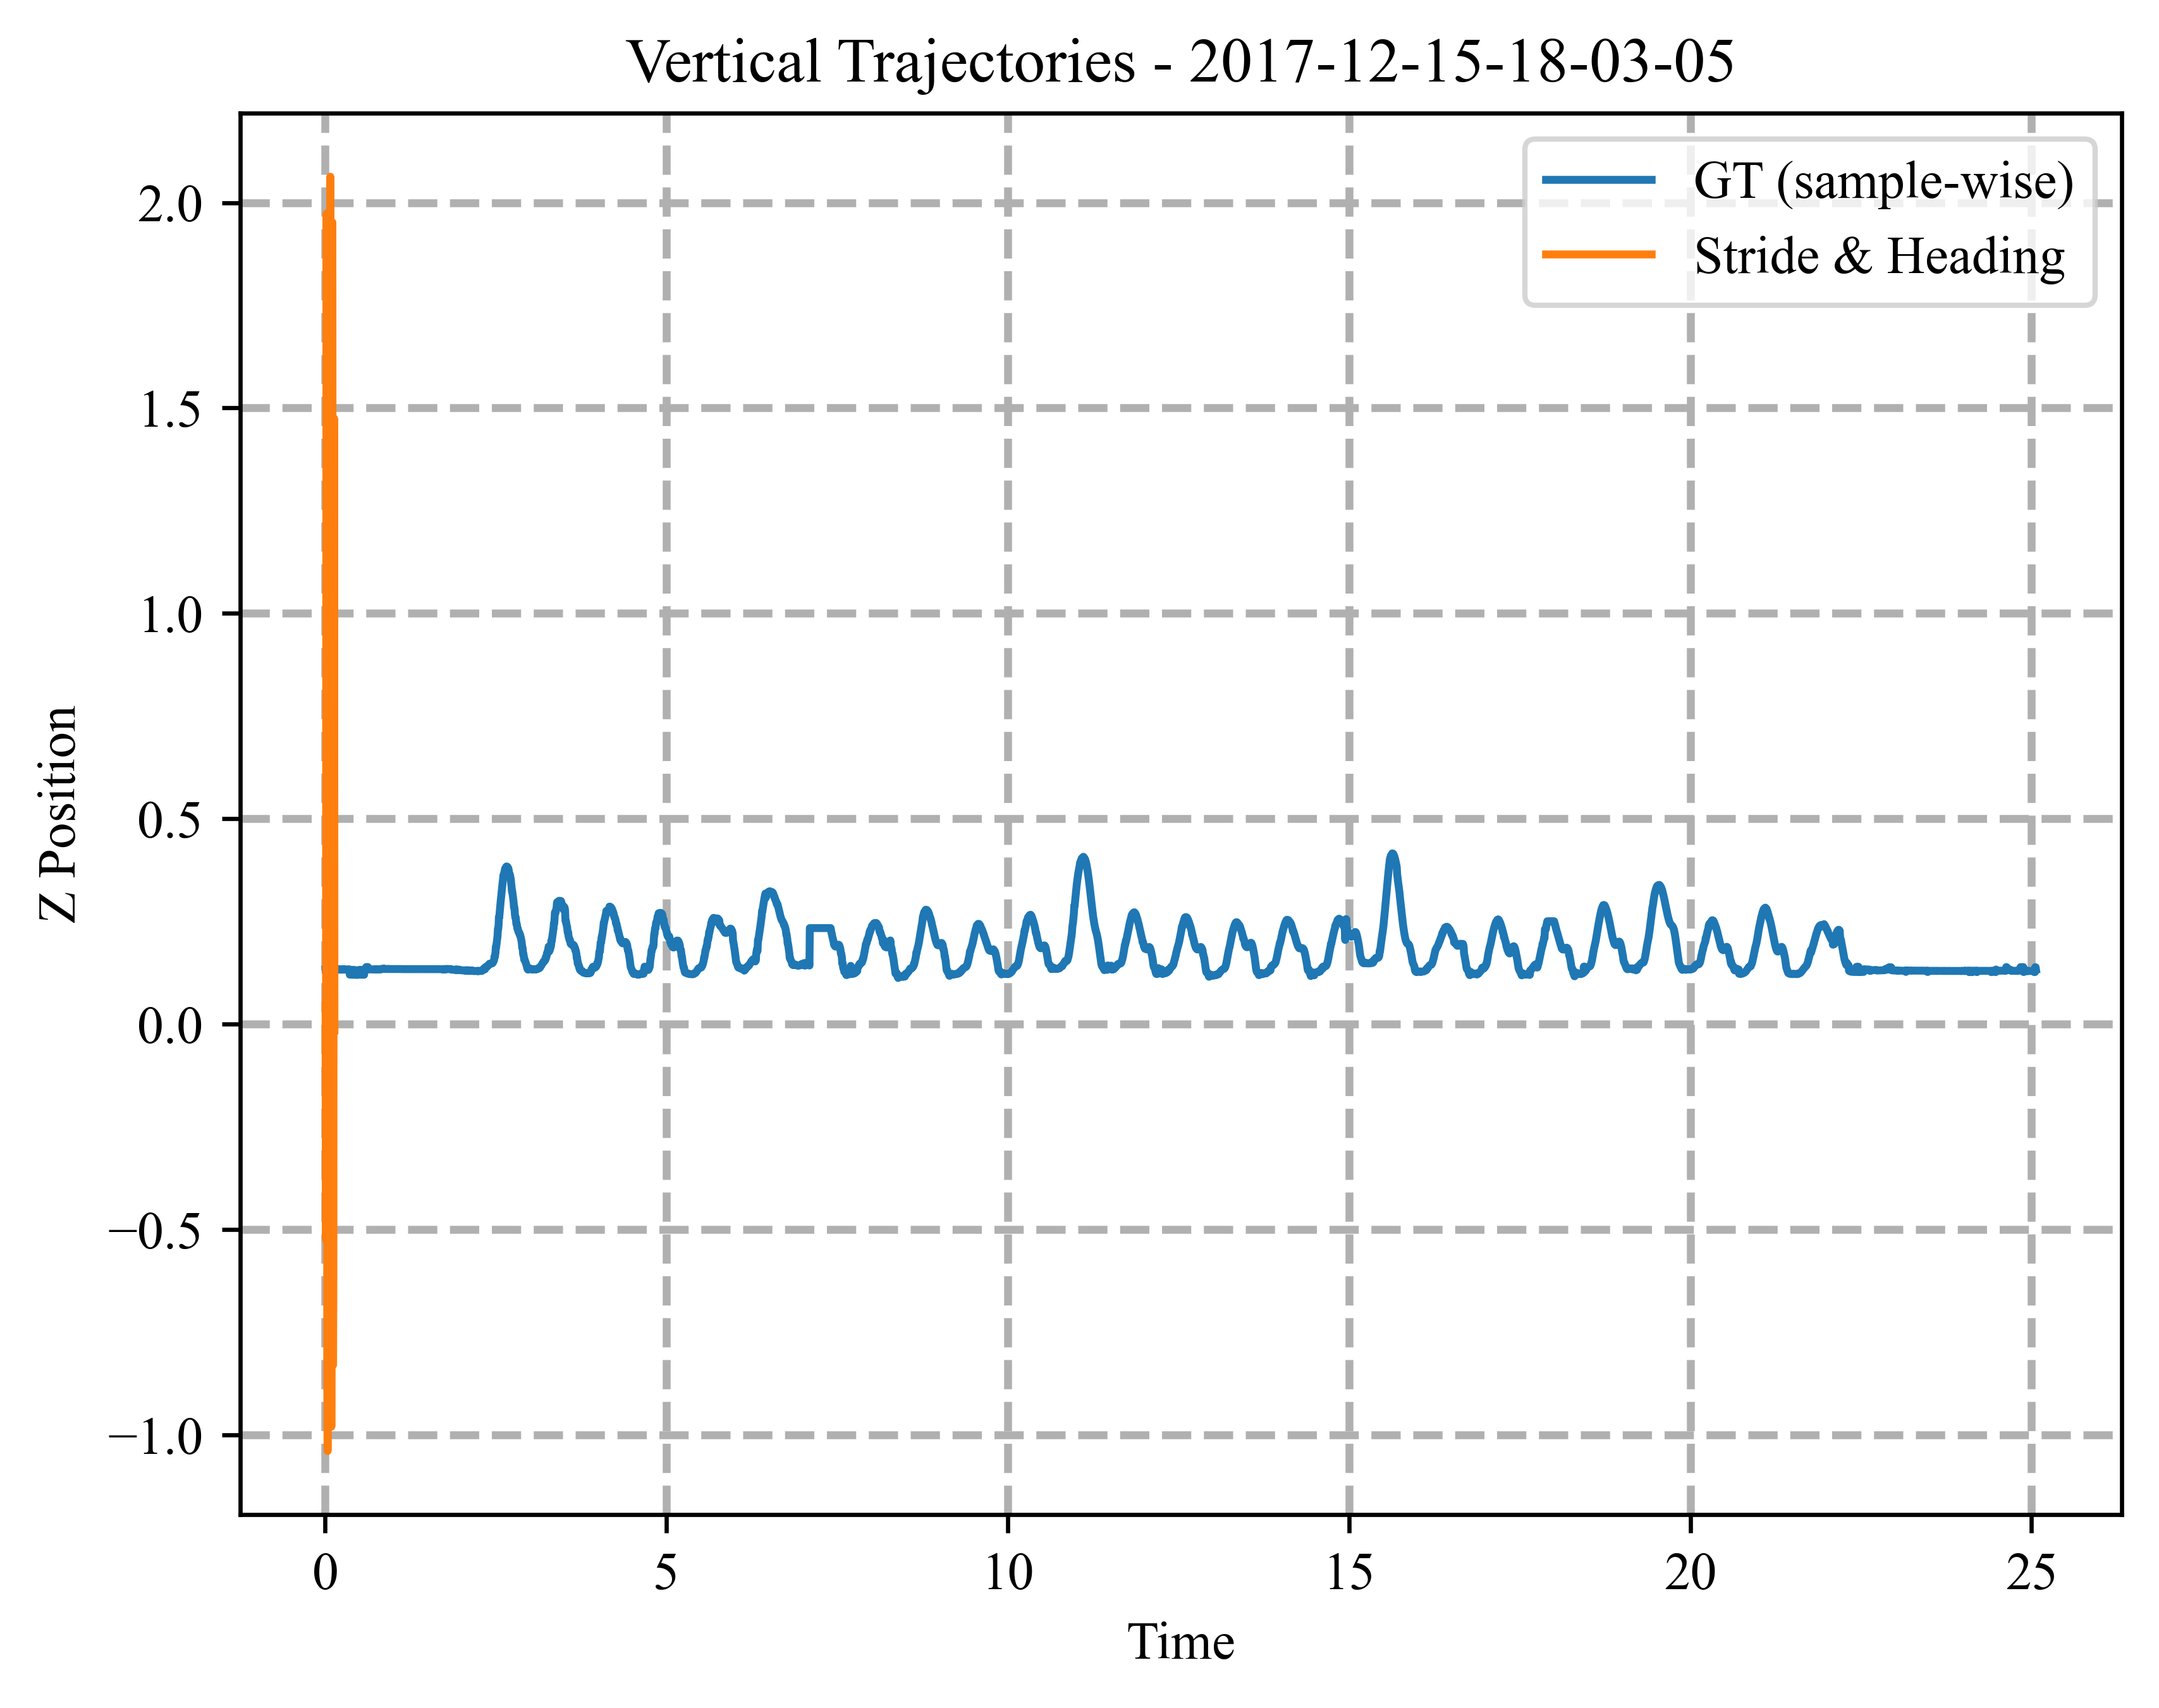 Vertical Trajectories - 2017-12-15-18-03-05
GT (sample-wise)
Stride & Heading
2.0
1.5
1.0
0.5
0.0
−0.5
−1.0
Z Position
0 5 10 15 20 25
Time